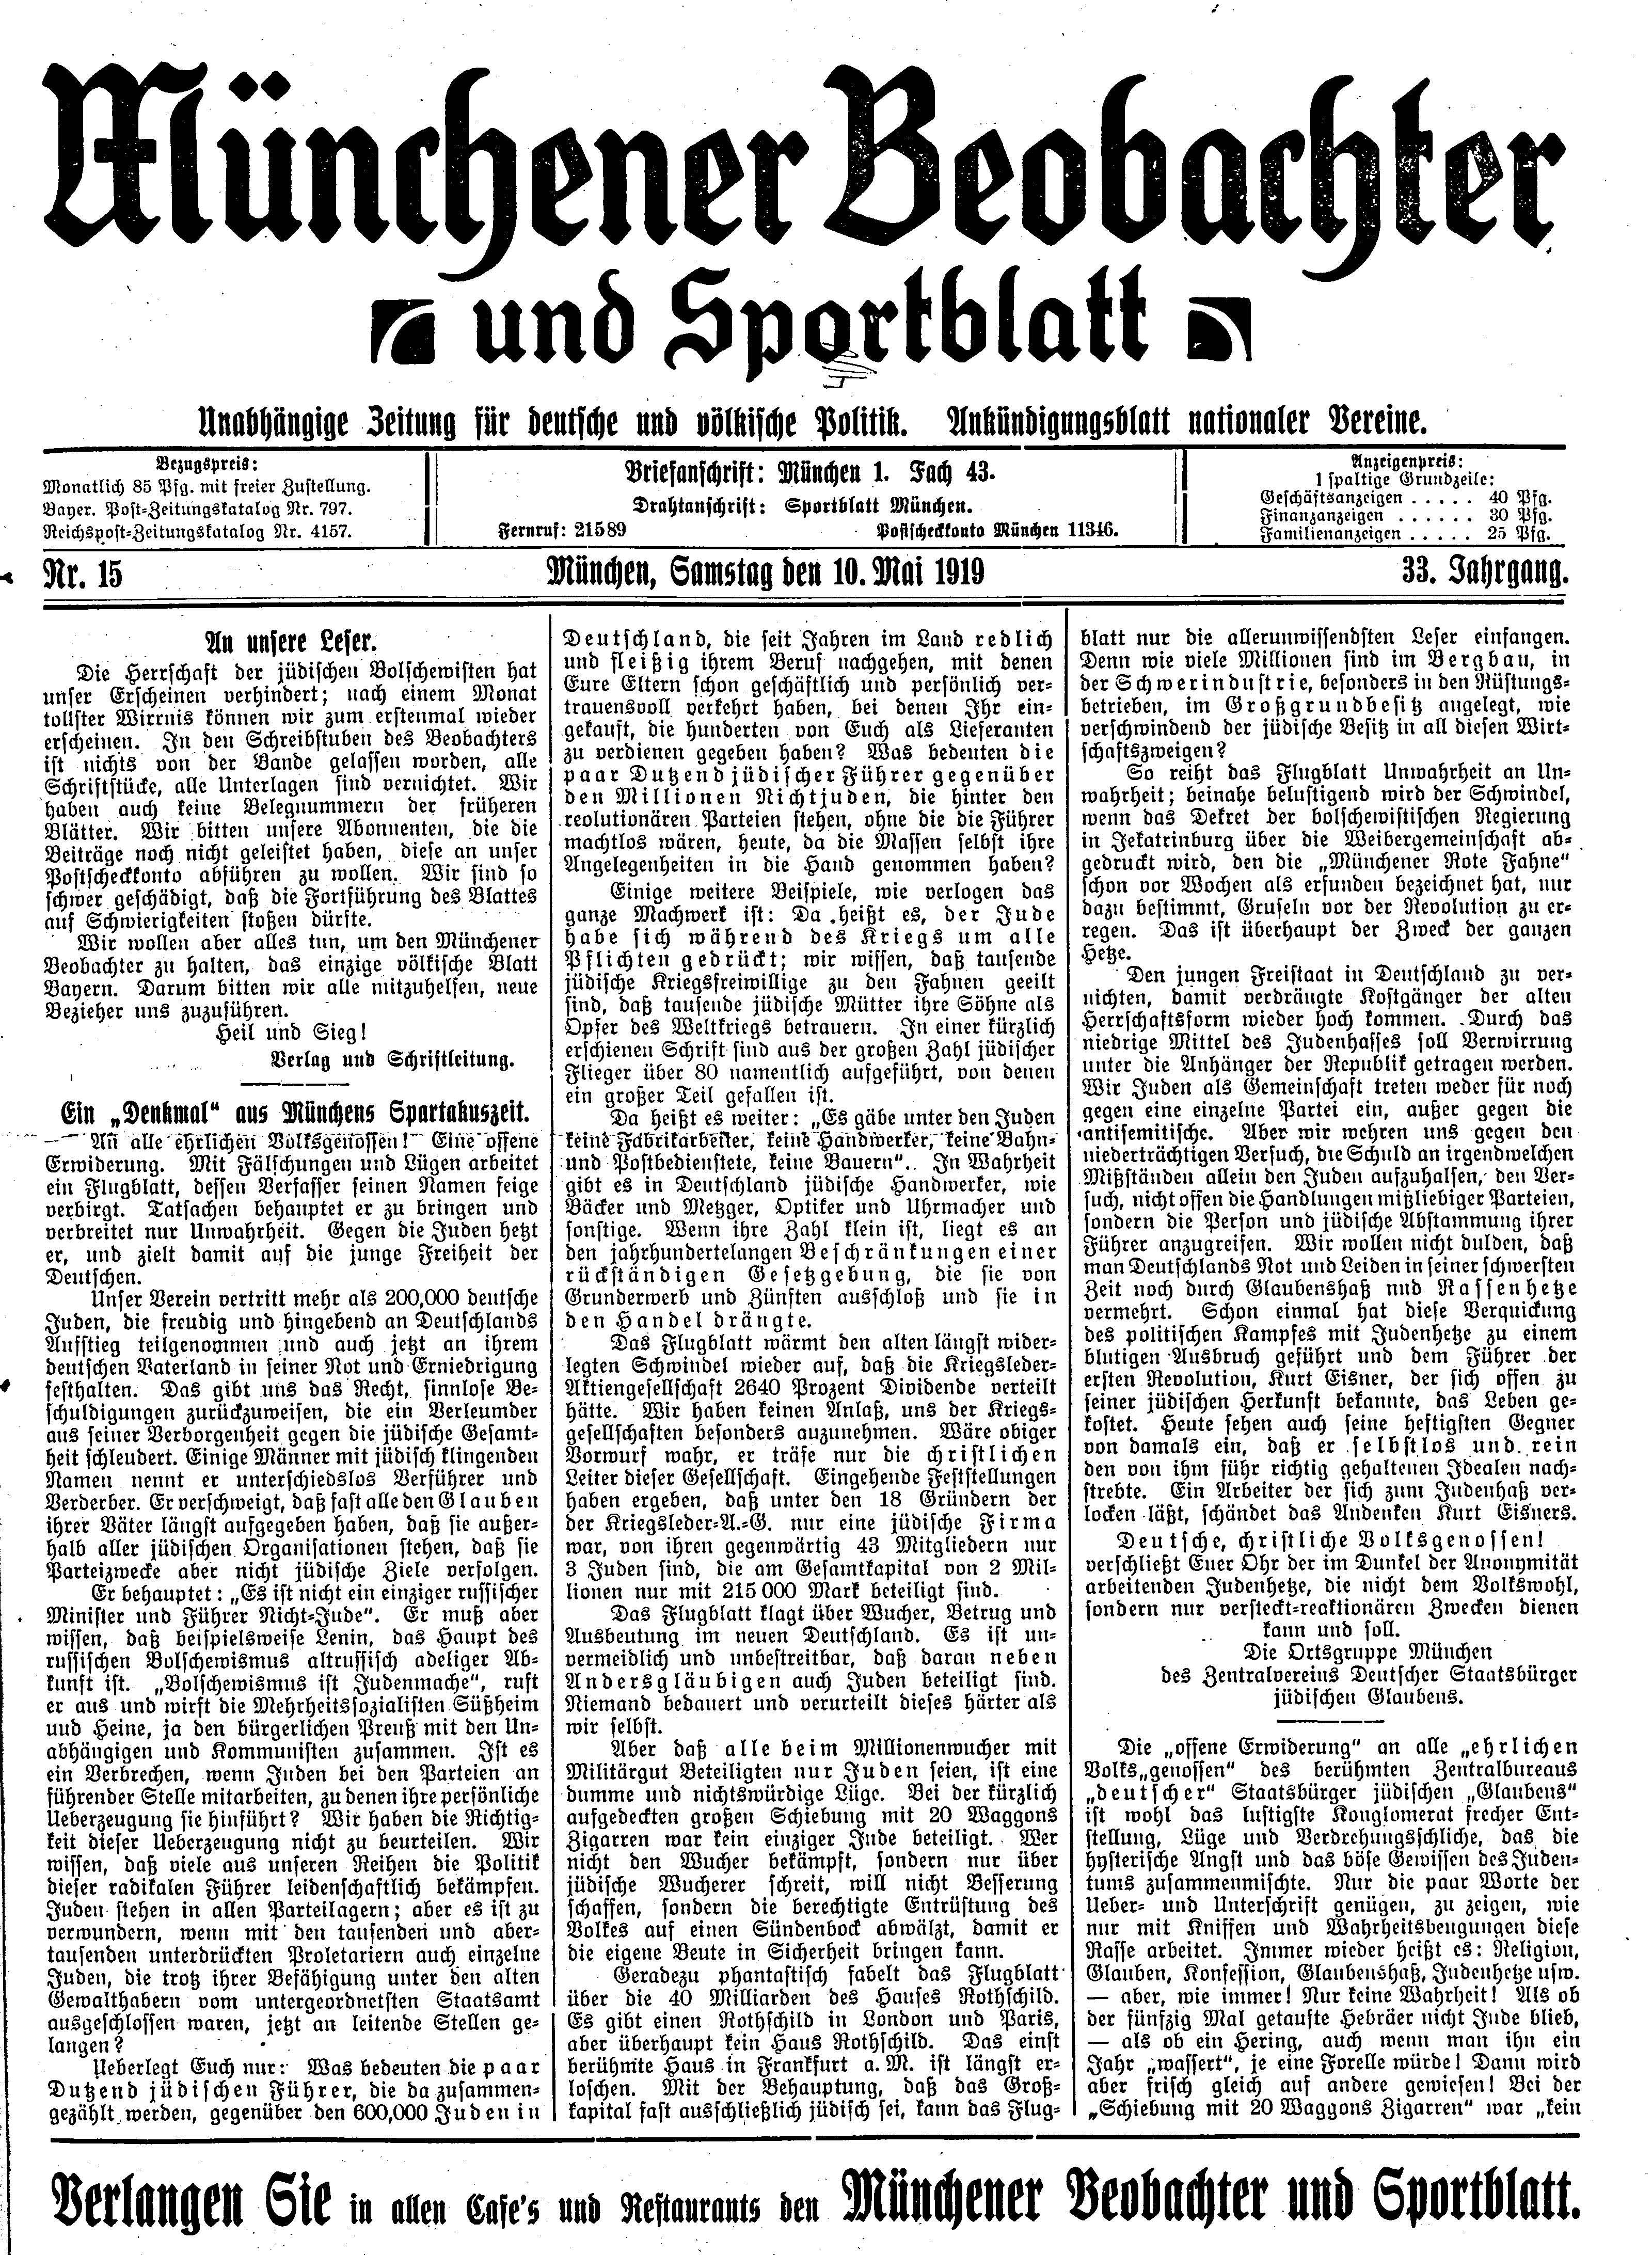 Münchener Beobachter
und Sportblatt
Unabhängige Zeitung für deutsche und völkische Politik. Ankündigungsblatt nationaler Vereine.
Bezugspreis:
Monatlich 85 Pfg. mit freier Zustellung.
Bayer. Post-Zeitungskatalog Nr. 797.
Reichspost-Zeitungskatalog Nr. 4157.
Briefanschrift: München 1. Fach 43.
Drahtanschrift: Sportblatt München.
Fernruf: 21589 Postscheckkonto München 11346.
Anzeigenpreis:
1 spaltige Grundzeile:
Geschäftsanzeigen . . . . . 40 Pfg.
Finanzanzeigen . . . . . . 30 Pfg.
Familienanzeigen . . . . . 25 Pfg.
Nr. 15 München, Samstag den 10. Mai 1919 33. Jahrgang.
An unsere Leser.
Die Herrschaft der jüdischen Bolschewisten hat
unser Erscheinen verhindert; nach einem Monat
tollster Wirrnis können wir zum erstenmal wieder
erscheinen. In den Schreibstuben des Beobachters
ist nichts von der Bande gelassen worden, alle
Schriftstücke, alle Unterlagen sind vernichtet. Wir
haben auch keine Belegnummern der früheren
Blätter. Wir bitten unsere Abonnenten, die die
Beiträge noch nicht geleistet haben, diese an unser
Postscheckkonto abführen zu wollen. Wir sind so
schwer geschädigt, daß die Fortführung des Blattes
auf Schwierigkeiten stoßen dürfte.
Wir wollen aber alles tun, um den Münchener
Beobachter zu halten, das einzige völkische Blatt
Bayern. Darum bitten wir alle mitzuhelfen, neue
Bezieher uns zuzuführen.
Heil und Sieg!
Verlag und Schriftleitung.
Ein „Denkmal“ aus Münchens Spartakuszeit.
An alle ehrlichen Volksgenossen! Eine offene
Erwiderung. Mit Fälschungen und Lügen arbeitet
ein Flugblatt, dessen Verfasser seinen Namen feige
verbirgt. Tatsachen behauptet er zu bringen und
verbreitet nur Unwahrheit. Gegen die Juden hetzt
er, und zielt damit auf die junge Freiheit der
Deutschen.
Unser Verein vertritt mehr als 200,000 deutsche
Juden, die freudig und hingebend an Deutschlands
Aufstieg teilgenommen und auch jetzt an ihrem
deutschen Vaterland in seiner Not und Erniedrigung
festhalten. Das gibt uns das Recht, sinnlose Be-
schuldigungen zurückzuweisen, die ein Verleumder
aus seiner Verborgenheit gegen die jüdische Gesamt-
heit schleudert. Einige Männer mit jüdisch klingenden
Namen nennt er unterschiedslos Verführer und
Verderber. Er verschweigt, daß fast alle den Glauben
ihrer Väter längst aufgegeben haben, daß sie außer-
halb aller jüdischen Organisationen stehen, daß sie
Parteizwecke aber nicht jüdische Ziele verfolgen.
Er behauptet: „Es ist nicht ein einziger russischer
Minister und Führer Nicht-Jude“. Er muß aber
wissen, daß beispielsweise Lenin, das Haupt des
russischen Bolschewismus altrussisch adeliger Ab-
kunft ist. „Bolschewismus ist Judenmache“, ruft
er aus und wirft die Mehrheitssozialisten Süßheim
und Heine, ja den bürgerlichen Preuß mit den Un-
abhängigen und Kommunisten zusammen. Ist es
ein Verbrechen, wenn Juden bei den Parteien an
führender Stelle mitarbeiten, zu denen ihre persönliche
Ueberzeugung sie hinführt? Wir haben die Richtig-
keit dieser Ueberzeugung nicht zu beurteilen. Wir
wissen, daß viele aus unseren Reihen die Politik
dieser radikalen Führer leidenschaftlich bekämpfen.
Juden stehen in allen Parteilagern; aber es ist zu
verwundern, wenn mit den tausenden und aber-
tausenden unterdrückten Proletariern auch einzelne
Juden, die trotz ihrer Befähigung unter den alten
Gewalthabern vom untergeordnetsten Staatsamt
ausgeschlossen waren, jetzt an leitende Stellen ge-
langen?
Ueberlegt Euch nur: Was bedeuten die paar
Dutzend jüdischen Führer, die da zusammen-
gezählt werden, gegenüber den 600,000 Juden in
Deutschland, die seit Jahren im Land redlich
und fleißig ihrem Beruf nachgehen, mit denen
Eure Eltern schon geschäftlich und persönlich ver-
trauensvoll verkehrt haben, bei denen Ihr ein-
gekauft, die hunderten von Euch als Lieferanten
zu verdienen gegeben haben? Was bedeuten die
paar Dutzend jüdischer Führer gegenüber
den Millionen Nichtjuden, die hinter den
reolutionären Parteien stehen, ohne die die Führer
machtlos wären, heute, da die Massen selbst ihre
Angelegenheiten in die Hand genommen haben?
Einige weitere Beispiele, wie verlogen das
ganze Machwerk ist: Da heißt es, der Jude
habe sich während des Kriegs um alle
Pflichten gedrückt; wir wissen, daß tausende
jüdische Kriegsfreiwillige zu den Fahnen geeilt
sind, daß tausende jüdische Mütter ihre Söhne als
Opfer des Weltkriegs betrauern. In einer kürzlich
erschienen Schrift sind aus der großen Zahl jüdischer
Flieger über 80 namentlich aufgeführt, von denen
ein großer Teil gefallen ist.
Da heißt es weiter: „Es gäbe unter den Juden
keine Fabrikarbeiter, keine Handwerker, keine Bahn-
und Postbedienstete, keine Bauern“. In Wahrheit
gibt es in Deutschland jüdische Handwerker, wie
Bäcker und Metzger, Optiker und Uhrmacher und
sonstige. Wenn ihre Zahl klein ist, liegt es an
den jahrhundertelangen Beschränkungen einer
rückständigen Gesetzgebung, die sie von
Grunderwerb und Zünften ausschloß und sie in
den Handel drängte.
Das Flugblatt wärmt den alten längst wider-
legten Schwindel wieder auf, daß die Kriegsleder-
Aktiengesellschaft 2640 Prozent Dividende verteilt
hätte. Wir haben keinen Anlaß, uns der Kriegs-
gesellschaften besonders anzunehmen. Wäre obiger
Vorwurf wahr, er träfe nur die christlichen
Leiter dieser Gesellschaft. Eingehende Feststellungen
haben ergeben, daß unter den 18 Gründern der
der Kriegsleder-A.-G. nur eine jüdische Firma
war, von ihren gegenwärtig 43 Mitgliedern nur
3 Juden sind, die am Gesamtkapital von 2 Mil-
lionen nur mit 215 000 Mark beteiligt sind.
Das Flugblatt klagt über Wucher, Betrug und
Ausbeutung im neuen Deutschland. Es ist un-
vermeidlich und unbestreitbar, daß daran neben
Andersgläubigen auch Juden beteiligt sind.
Niemand bedauert und verurteilt dieses härter als
wir selbst.
Aber daß alle beim Millionenwucher mit
Militärgut Beteiligten nur Juden seien, ist eine
dumme und nichtswürdige Lüge. Bei der kürzlich
aufgedeckten großen Schiebung mit 20 Waggons
Zigarren war kein einziger Jude beteiligt. Wer
nicht den Wucher bekämpft, sondern nur über
jüdische Wucherer schreit, will nicht Besserung
schaffen, sondern die berechtigte Entrüstung des
Volkes auf einen Sündenbock abwälzt, damit er
die eigene Beute in Sicherheit bringen kann.
Geradezu phantastisch fabelt das Flugblatt
über die 40 Milliarden des Hauses Rothschild.
Es gibt einen Rothschild in London und Paris,
aber überhaupt kein Haus Rothschild. Das einst
berühmte Haus in Frankfurt a. M. ist längst er-
loschen. Mit der Behauptung, daß das Groß-
kapital fast ausschließlich jüdisch sei, kann das Flug-
blatt nur die allerunwissendsten Leser einfangen.
Denn wie viele Millionen sind im Bergbau, in
der Schwerindustrie, besonders in den Rüstungs-
betrieben, im Großgrundbesitz angelegt, wie
verschwindend der jüdische Besitz in all diesen Wirt-
schaftszweigen?
So reiht das Flugblatt Unwahrheit an Un-
wahrheit; beinahe belustigend wird der Schwindel,
wenn das Dekret der bolschewistischen Regierung
in Jekatrinburg über die Weibergemeinschaft ab-
gedruckt wird, den die „Münchener Rote Fahne“
schon vor Wochen als erfunden bezeichnet hat, nur
dazu bestimmt, Gruseln vor der Revolution zu er-
regen. Das ist überhaupt der Zweck der ganzen
Hetze.
Den jungen Freistaat in Deutschland zu ver-
nichten, damit verdrängte Kostgänger der alten
Herrschaftsform wieder hoch kommen. Durch das
niedrige Mittel des Judenhasses soll Verwirrung
unter die Anhänger der Republik getragen werden.
Wir Juden als Gemeinschaft treten weder für noch
gegen eine einzelne Partei ein, außer gegen die
antisemitische. Aber wir wehren uns gegen den
niederträchtigen Versuch, die Schuld an irgendwelchen
Mißständen allein den Juden aufzuhalsen, den Ver-
such, nicht offen die Handlungen mißliebiger Parteien,
sondern die Person und jüdische Abstammung ihrer
Führer anzugreifen. Wir wollen nicht dulden, daß
man Deutschlands Not und Leiden in seiner schwersten
Zeit noch durch Glaubenshaß nud Rassenhetze
vermehrt. Schon einmal hat diese Verquickung
des politischen Kampfes mit Judenhetze zu einem
blutigen Ausbruch geführt und dem Führer der
ersten Revolution, Kurt Eisner, der sich offen zu
seiner jüdischen Herkunft bekannte, das Leben ge-
kostet. Heute sehen auch seine heftigsten Gegner
von damals ein, daß er selbstlos und rein
den von ihm führ richtig gehaltenen Idealen nach-
strebte. Ein Arbeiter der sich zum Judenhaß ver-
locken läßt, schändet das Andenken Kurt Eisners.
Deutsche, christliche Volksgenossen!
verschließt Euer Ohr der im Dunkel der Anonymität
arbeitenden Judenhetze, die nicht dem Volkswohl,
sondern nur versteckt-reaktionären Zwecken dienen
kann und soll.
Die Ortsgruppe München
des Zentralvereins Deutscher Staatsbürger
jüdischen Glaubens.
Die „offene Erwiderung“ an alle „ehrlichen
Volks„genossen“ des berühmten Zentralbureaus
„deutscher“ Staatsbürger jüdischen „Glaubens“
ist wohl das lustigste Konglomerat frecher Ent-
stellung, Lüge und Verdrehungsschliche, das die
hysterische Angst und das böse Gewissen des Juden-
tums zusammenmischte. Nur die paar Worte der
Ueber- und Unterschrift genügen, zu zeigen, wie
nur mit Kniffen und Wahrheitsbeugungen diese
Rasse arbeitet. Immer wieder heißt es: Religion,
Glauben, Konfession, Glaubenshaß, Judenhetze usw.
— aber, wie immer! Nur keine Wahrheit! Als ob
der fünfzig Mal getaufte Hebräer nicht Jude blieb,
— als ob ein Hering, auch wenn man ihn ein
Jahr „wassert“, je eine Forelle würde! Dann wird
aber frisch gleich auf andere gewiesen! Bei der
„Schiebung mit 20 Waggons Zigarren“ war „kein
Verlangen Sie in allen Cafe's und Restaurants den Münchener Beobachter und Sportblatt.